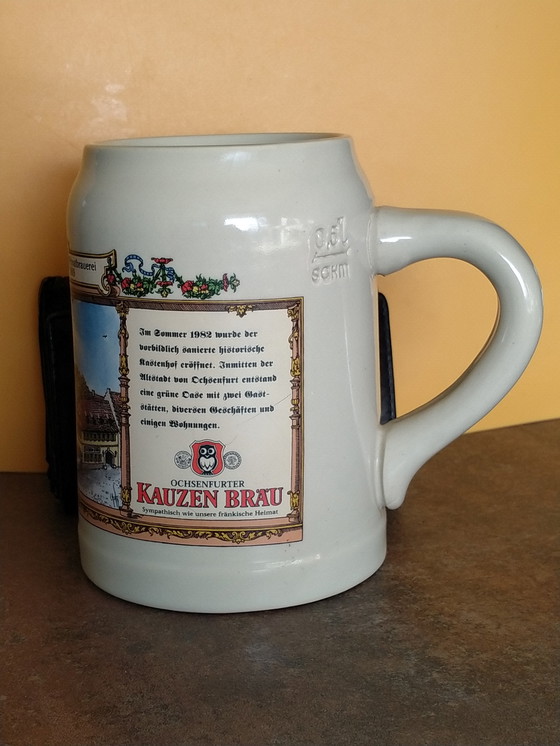 0,5l
SCHM
Im Sommer 1982 wurde der
vorbildlich sanierte historische
Kastenhof eröffnet. Inmitten der
Altstadt von Ochsenfurt entstand
eine grüne Oase mit zwei Gast-
stätten, diversen Geschäften und
einigen Wohnungen.
OCHSENFURTER
KAUZEN BRÄU
Sympathisch wie unsere fränkische Heimat